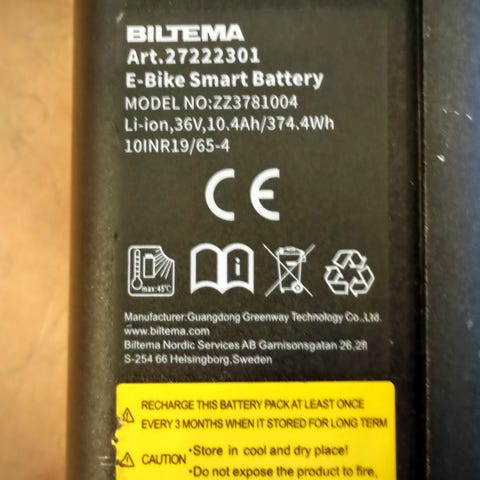 BILTEMA
Art.27222301
E-Bike Smart Battery
MODEL NO:ZZ3781004
Li-ion,36V,10.4Ah/374.4Wh
10INR19/65-4
CE
max:45°C
Manufacturer:Guangdong Greenway Technology Co.,Ltd.
www.biltema.com
Biltema Nordic Services AB Garnisonsgatan 26,2fl
S-254 66 Helsingborg,Sweden
RECHARGE THIS BATTERY PACK AT LEAST ONCE
EVERY 3 MONTHS WHEN IT STORED FOR LONG TERM
CAUTION •Store in cool and dry place!
•Do not expose the product to fire,